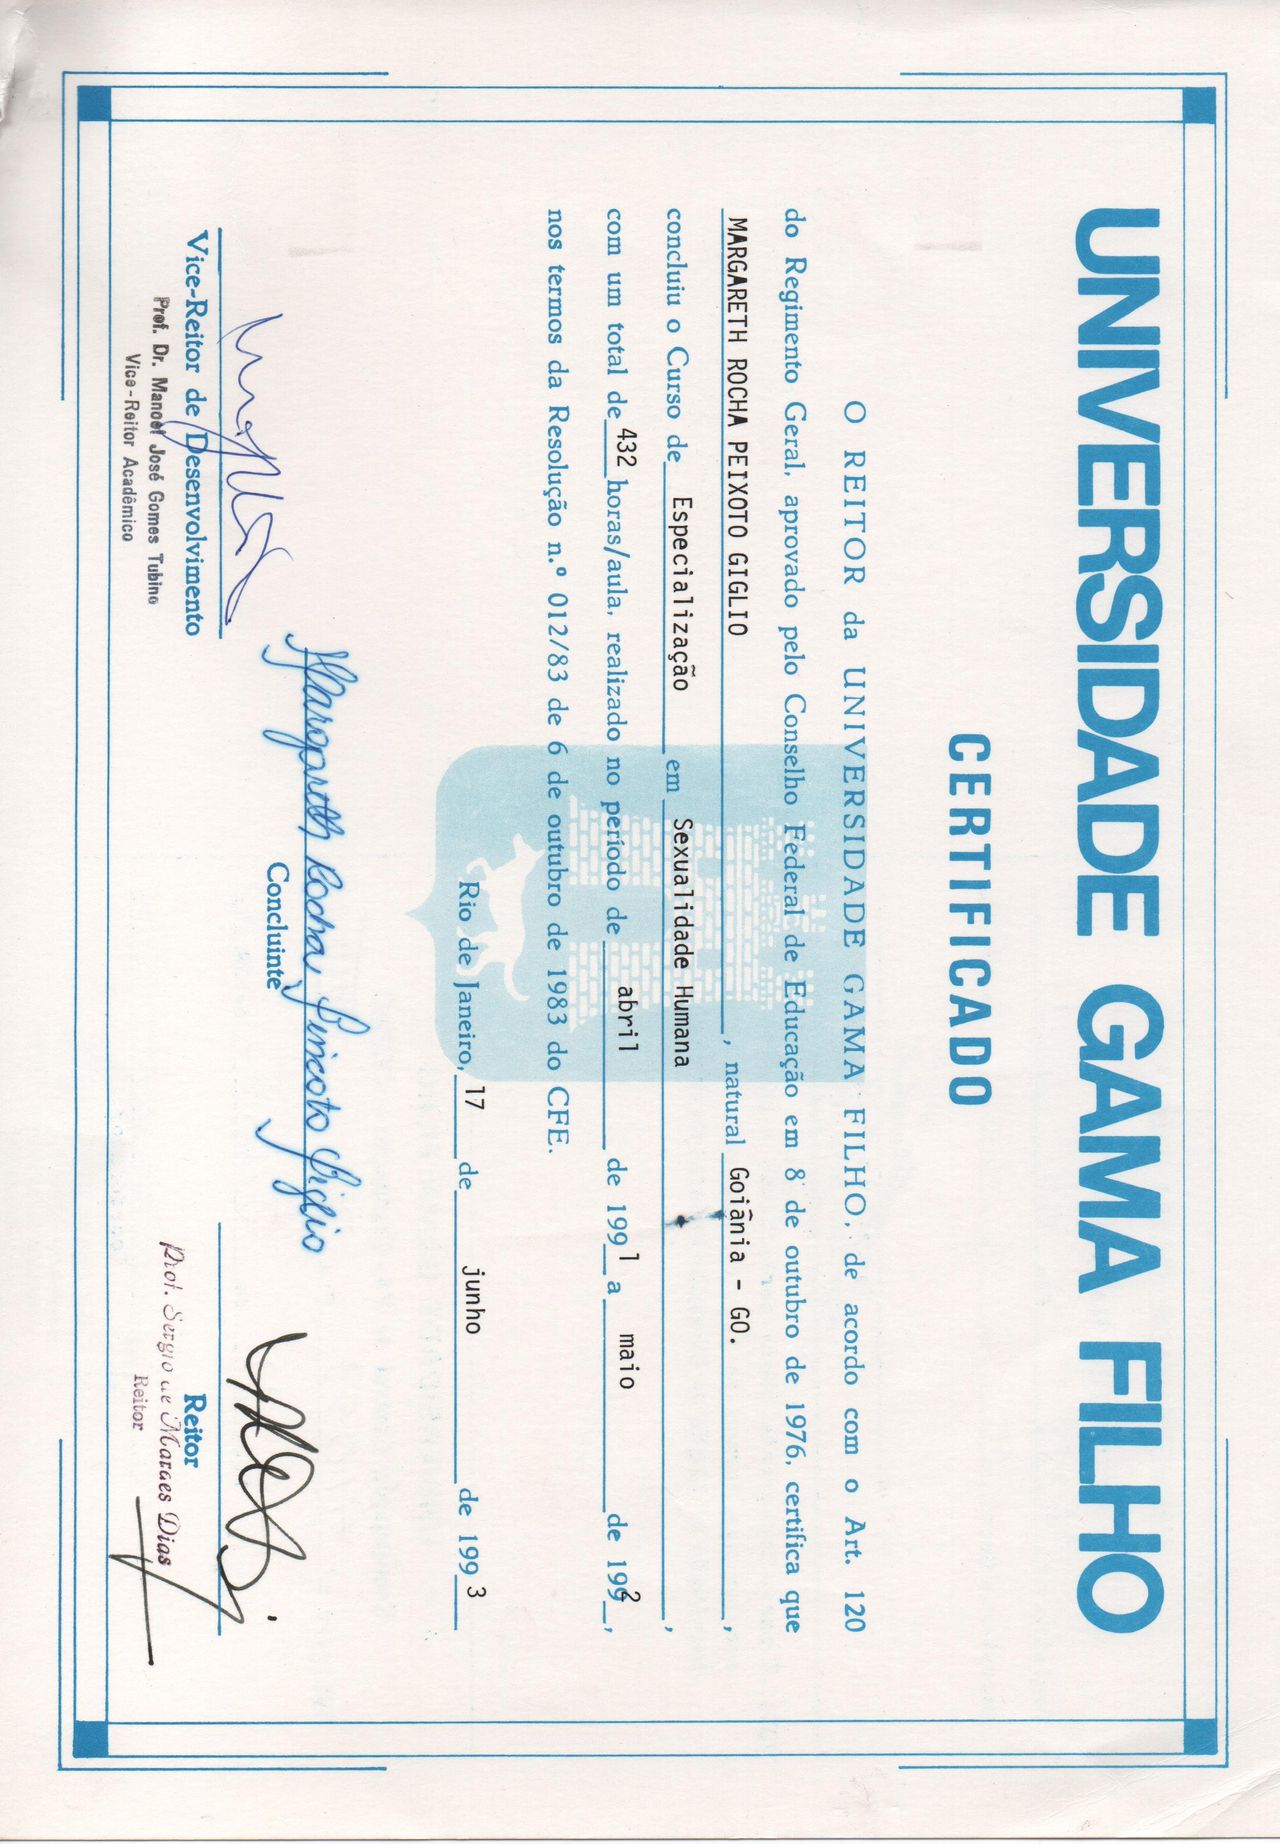 UNIVERSIDADE GAMA FILHO
CERTIFICADO
O REITOR da UNIVERSIDADE GAMA FILHO, de acordo com o Art. 120
do Regimento Geral, aprovado pelo Conselho Federal de Educação em 8 de outubro de 1976, certifica que
MARGARETH ROCHA PEIXOTO GIGLIO, natural Goiânia - GO.,
concluiu o Curso de Especialização em Sexualidade Humana,
com um total de 432 horas/aula, realizado no período de abril de 1991 a maio de 1992,
nos termos da Resolução n.º 012/83 de 6 de outubro de 1983 do CFE.
Rio de Janeiro, 17 de junho de 1993
Margareth Rocha Peixoto Giglio
Concluinte
Vice-Reitor de Desenvolvimento
Prof. Dr. Manoel José Gomes Tubino
Vice-Reitor Acadêmico
Reitor
Prof. Sergio de Moraes Dias
Reitor